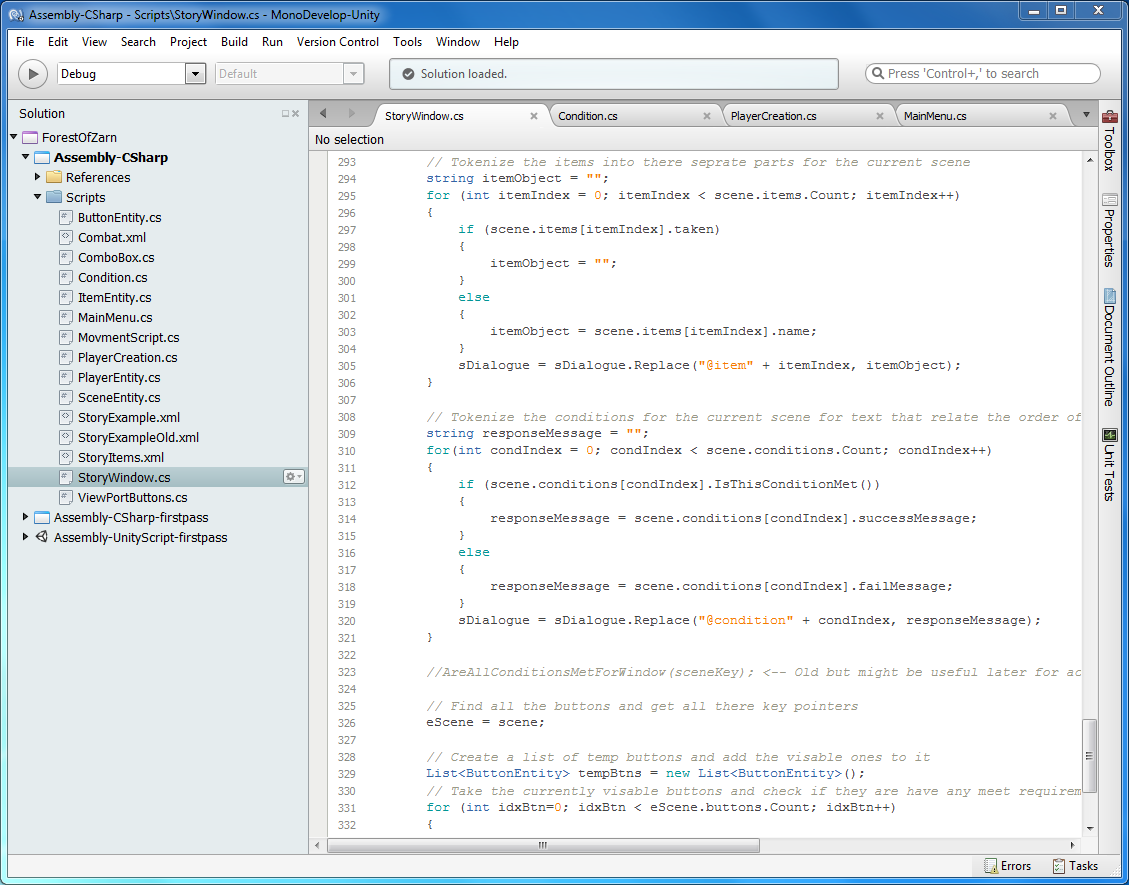 Assembly-CSharp - Scripts\StoryWindow.cs - MonoDevelop-Unity
File Edit View Search Project Build Run Version Control Tools Window Help
Debug Default Solution loaded. Press 'Control+,' to search
Solution
ForestOfZarn
Assembly-CSharp
References
Scripts
ButtonEntity.cs
Combat.xml
ComboBox.cs
Condition.cs
ItemEntity.cs
MainMenu.cs
MovmentScript.cs
PlayerCreation.cs
PlayerEntity.cs
SceneEntity.cs
StoryExample.xml
StoryExampleOld.xml
StoryItems.xml
StoryWindow.cs
ViewPortButtons.cs
Assembly-CSharp-firstpass
Assembly-UnityScript-firstpass
StoryWindow.cs Condition.cs PlayerCreation.cs MainMenu.cs
No selection
293 // Tokenize the items into there seprate parts for the current scene
294 string itemObject = "";
295 for (int itemIndex = 0; itemIndex < scene.items.Count; itemIndex++)
296 {
297 if (scene.items[itemIndex].taken)
298 {
299 itemObject = "";
300 }
301 else
302 {
303 itemObject = scene.items[itemIndex].name;
304 }
305 sDialogue = sDialogue.Replace("@item" + itemIndex, itemObject);
306 }
307
308 // Tokenize the conditions for the current scene for text that relate the order of
309 string responseMessage = "";
310 for(int condIndex = 0; condIndex < scene.conditions.Count; condIndex++)
311 {
312 if (scene.conditions[condIndex].IsThisConditionMet())
313 {
314 responseMessage = scene.conditions[condIndex].successMessage;
315 }
316 else
317 {
318 responseMessage = scene.conditions[condIndex].failMessage;
319 }
320 sDialogue = sDialogue.Replace("@condition" + condIndex, responseMessage);
321 }
322
323 //AreAllConditionsMetForWindow(sceneKey); <-- Old but might be useful later for ac
324
325 // Find all the buttons and get all there key pointers
326 eScene = scene;
327
328 // Create a list of temp buttons and add the visable ones to it
329 List<ButtonEntity> tempBtns = new List<ButtonEntity>();
330 // Take the currently visable buttons and check if they are have any meet requirem
331 for (int idxBtn=0; idxBtn < eScene.buttons.Count; idxBtn++)
332 {
Toolbox
Properties
Document Outline
Unit Tests
Errors Tasks